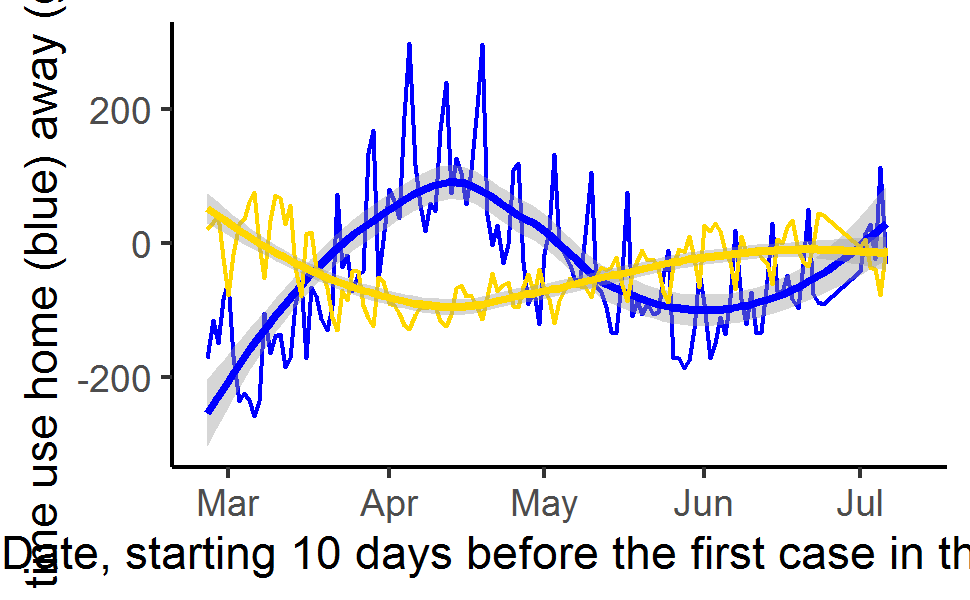 time use home (blue) away (
200
0
-200
Mar Apr May Jun Jul
Date, starting 10 days before the first case in th